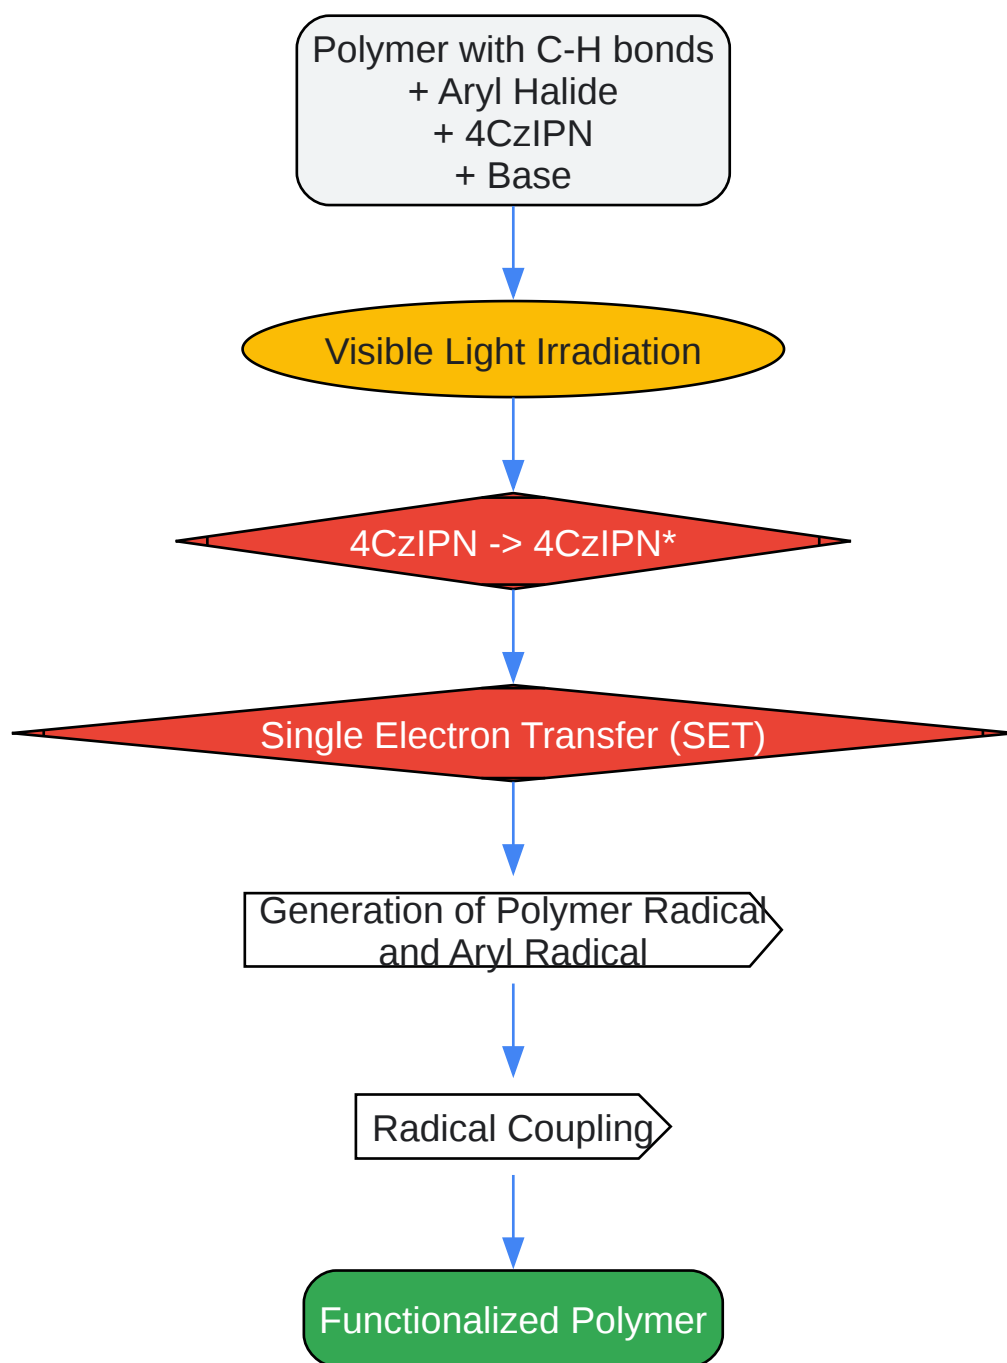 Polymer with C-H bonds
+ Aryl Halide
+ 4CzIPN
+ Base
Visible Light Irradiation
4CzIPN -> 4CzIPN*
Single Electron Transfer (SET)
Generation of Polymer Radical
and Aryl Radical
Radical Coupling
Functionalized Polymer